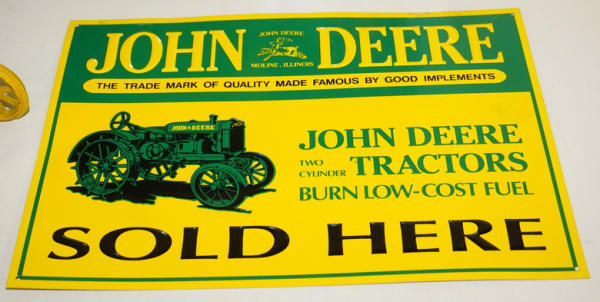 JOHN DEERE
JOHN DEERE
MOLINE, ILLINOIS
THE TRADE MARK OF QUALITY MADE FAMOUS BY GOOD IMPLEMENTS
JOHN DEERE
JOHN DEERE
TWO CYLINDER TRACTORS
BURN LOW-COST FUEL
SOLD HERE